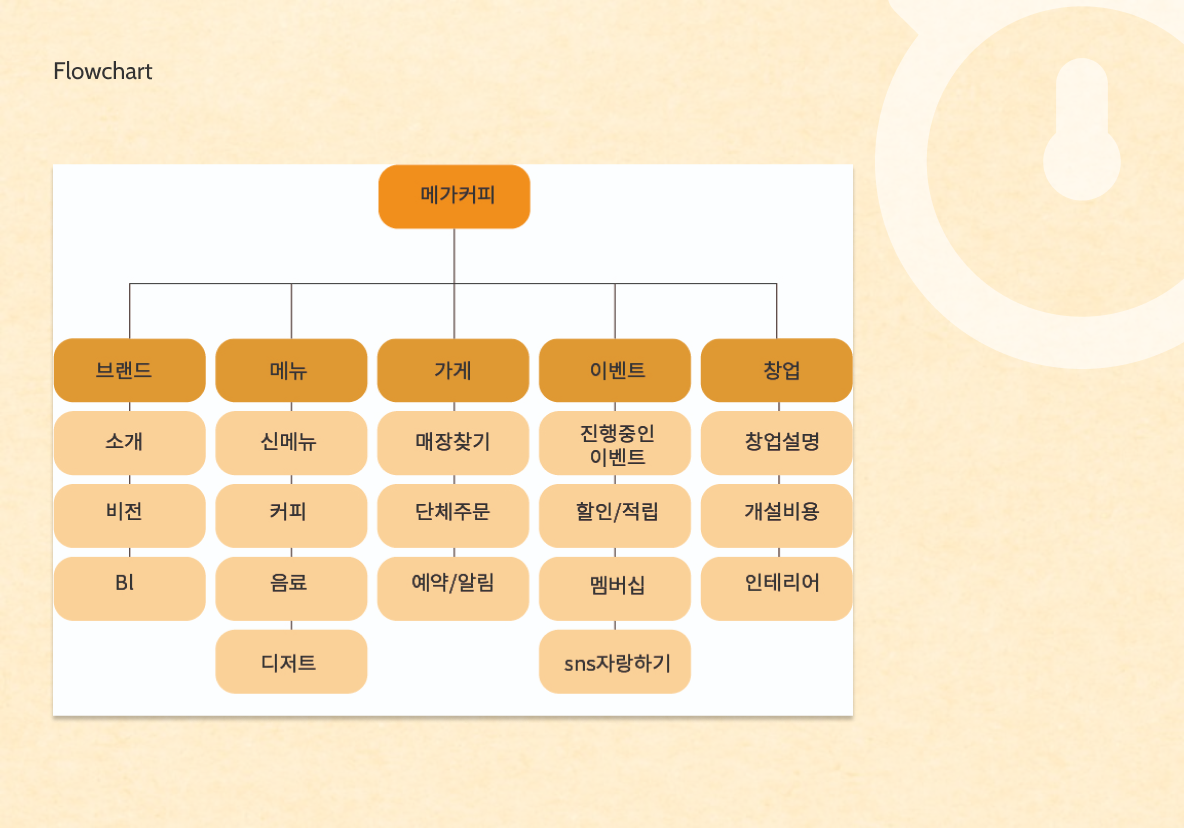 Flowchart
메가커피
브랜드
메뉴
가게
이벤트
창업
소개
신메뉴
매장찾기
진행중인
이벤트
창업설명
비전
커피
단체주문
할인/적립
개설비용
Bl
음료
예약/알림
멤버십
인테리어
디저트
sns자랑하기